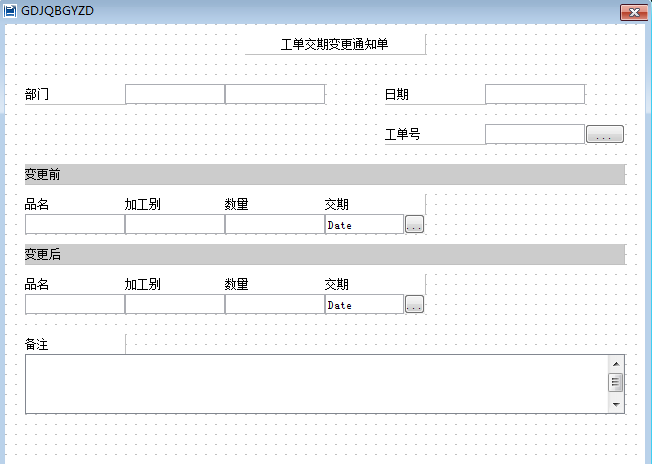 GDJQBGYZD
工单交期变更通知单
部门 日期
工单号 ...
变更前
品名 加工别 数量 交期
Date ...
变更后
品名 加工别 数量 交期
Date ...
备注